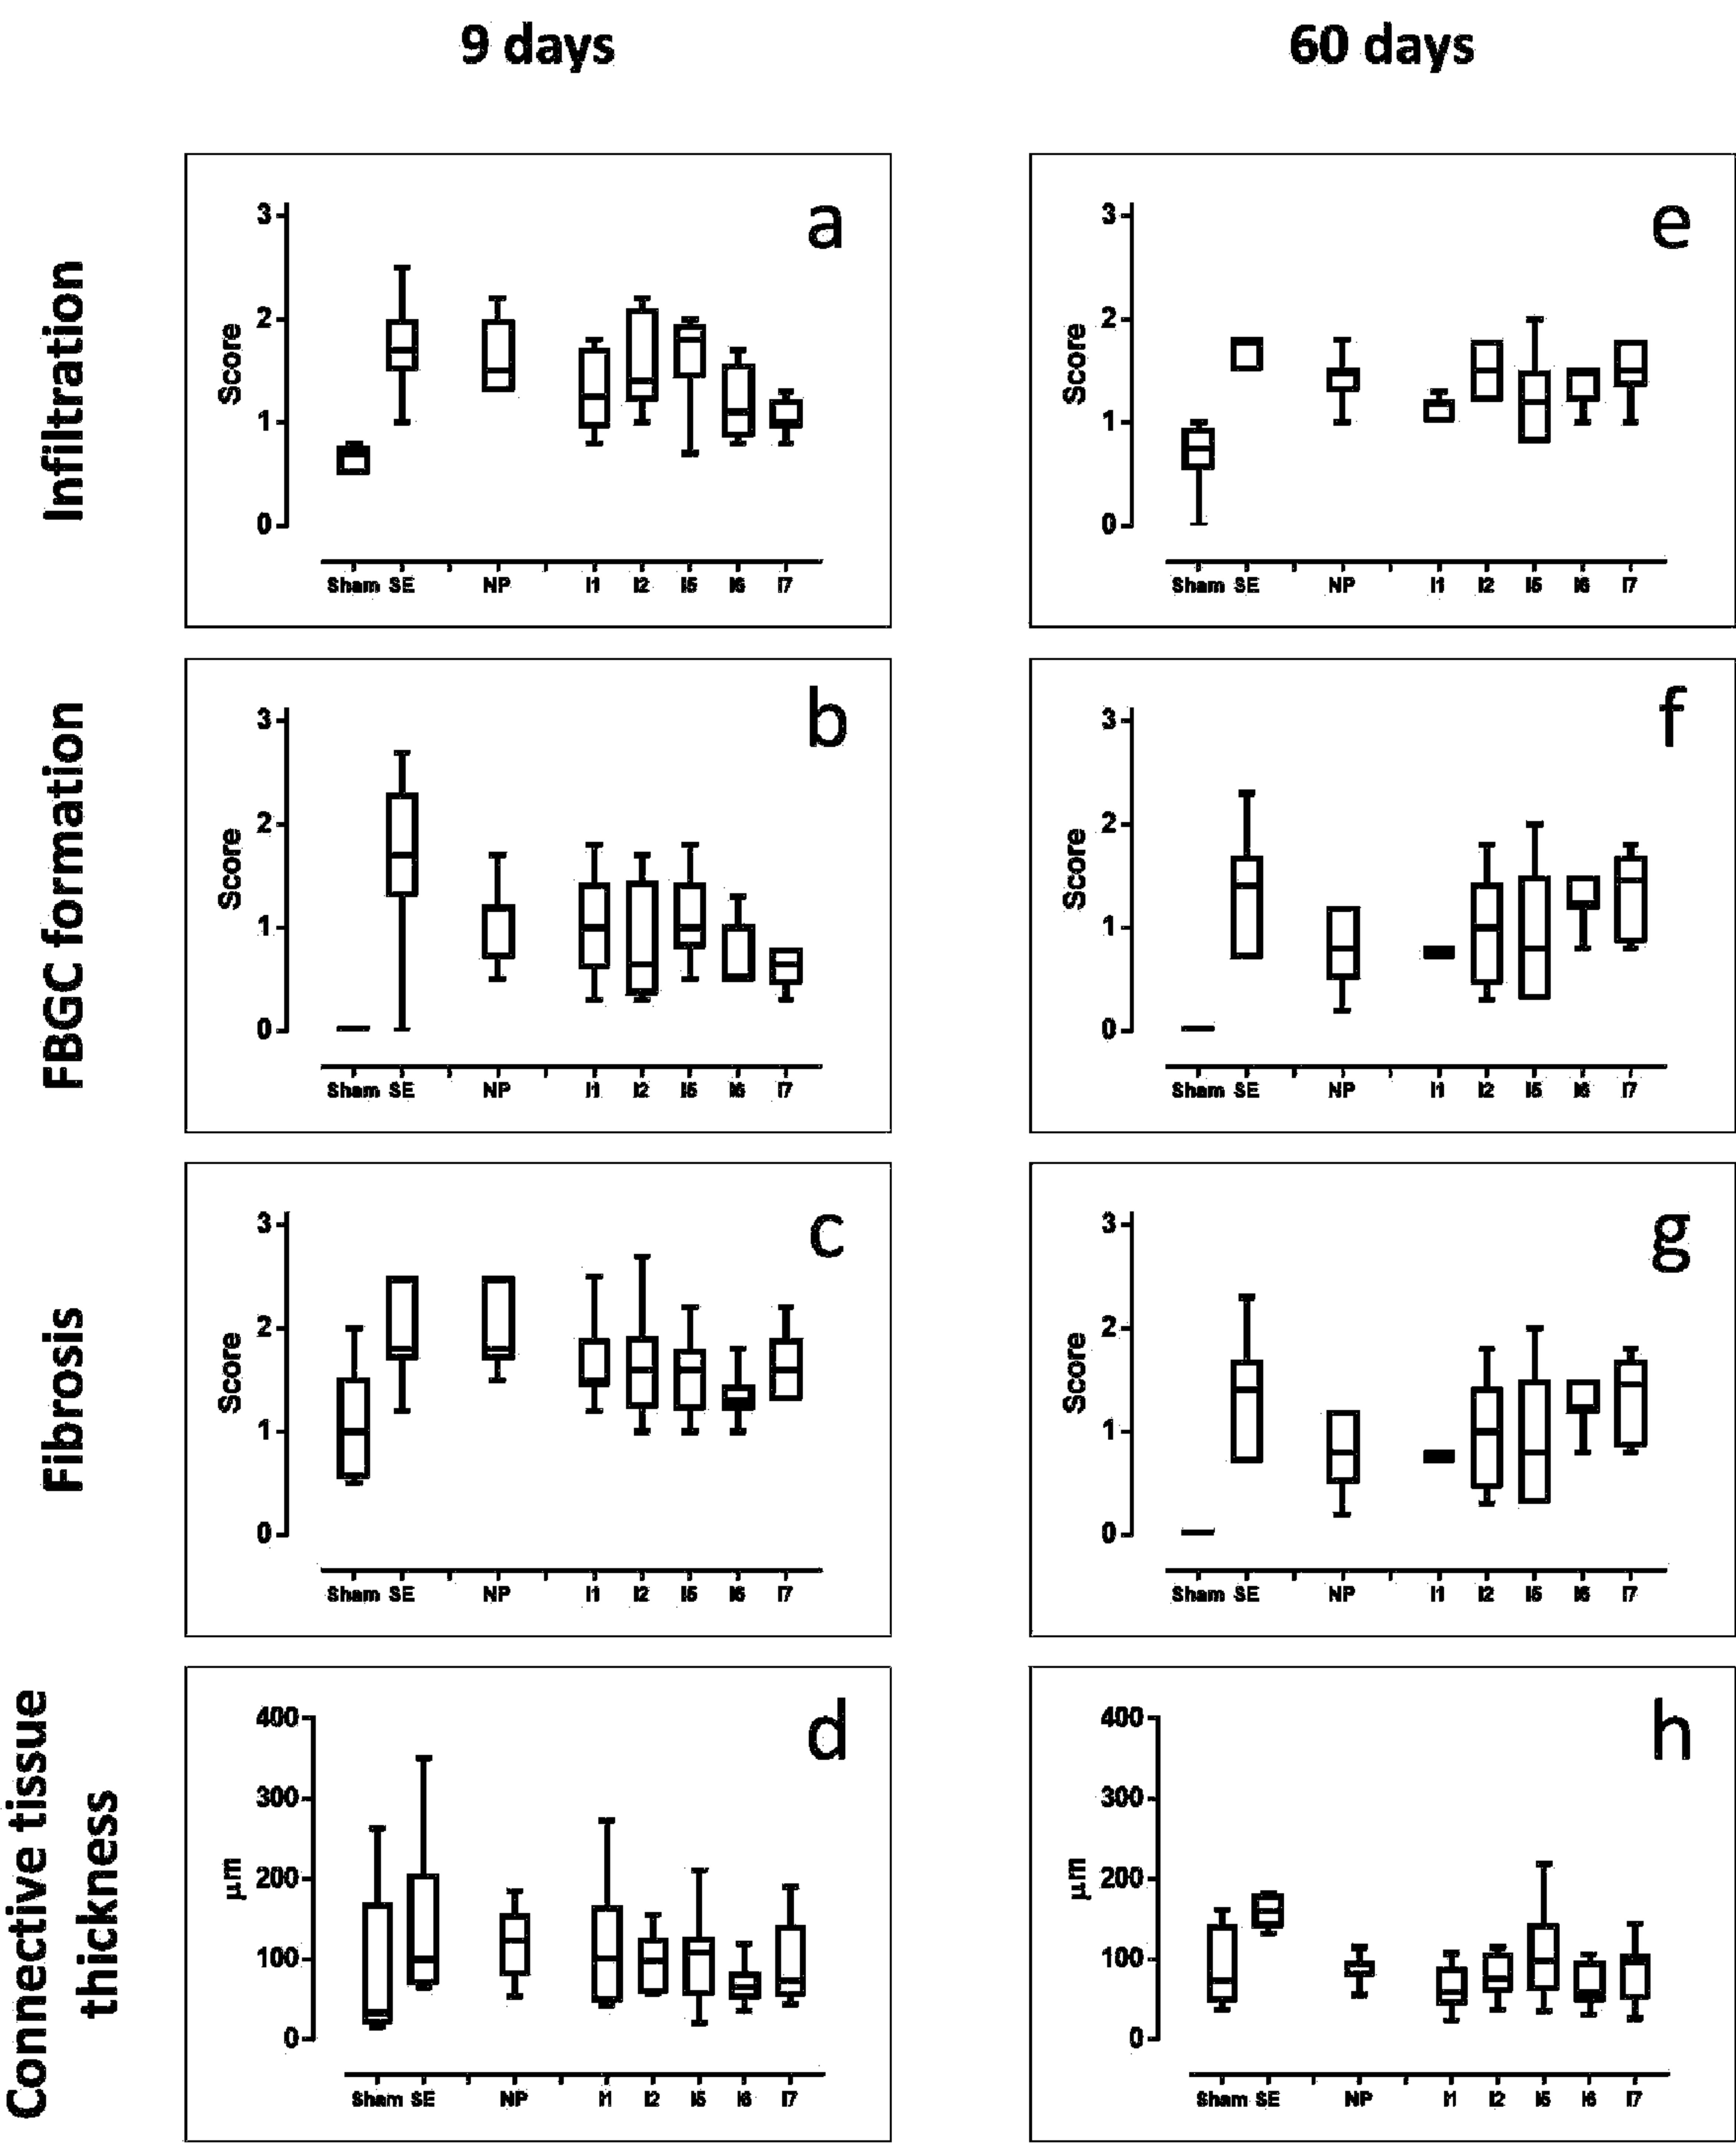 9 days
60 days
Infiltration
a
3
2
1
0
Score
Sham SE NP I1 I2 I5 I6 I7
e
3
2
1
0
Score
Sham SE NP I1 I2 I5 I6 I7
FBGC formation
b
3
2
1
0
Score
Sham SE NP I1 I2 I5 I6 I7
f
3
2
1
0
Score
Sham SE NP I1 I2 I5 I6 I7
Fibrosis
c
3
2
1
0
Score
Sham SE NP I1 I2 I5 I6 I7
g
3
2
1
0
Score
Sham SE NP I1 I2 I5 I6 I7
Connective tissue
thickness
d
400
300
200
100
0
μm
Sham SE NP I1 I2 I5 I6 I7
h
400
300
200
100
0
μm
Sham SE NP I1 I2 I5 I6 I7